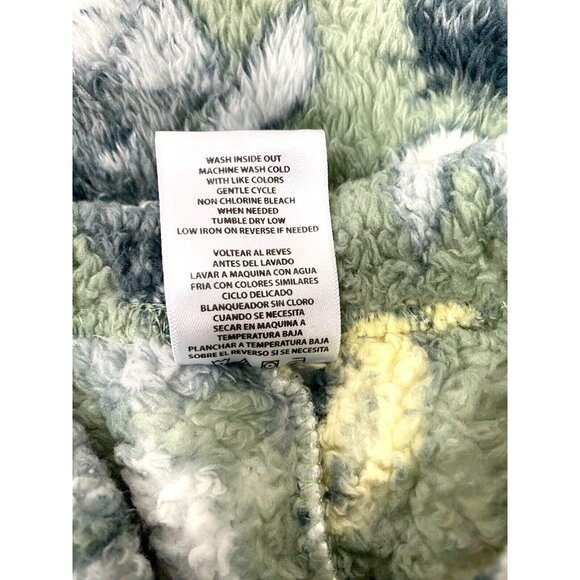 WASH INSIDE OUT
MACHINE WASH COLD
WITH LIKE COLORS
GENTLE CYCLE
NON CHLORINE BLEACH
WHEN NEEDED
TUMBLE DRY LOW
LOW IRON ON REVERSE IF NEEDED
VOLTEAR AL REVES
ANTES DEL LAVADO
LAVAR A MAQUINA CON AGUA
FRIA CON COLORES SIMILARES
CICLO DELICADO
BLANQUEADOR SIN CLORO
CUANDO SE NECESITA
SECAR EN MAQUINA A
TEMPERATURA BAJA
PLANCHAR A TEMPERATURA BAJA
SOBRE EL REVERSO SI SE NECESITA